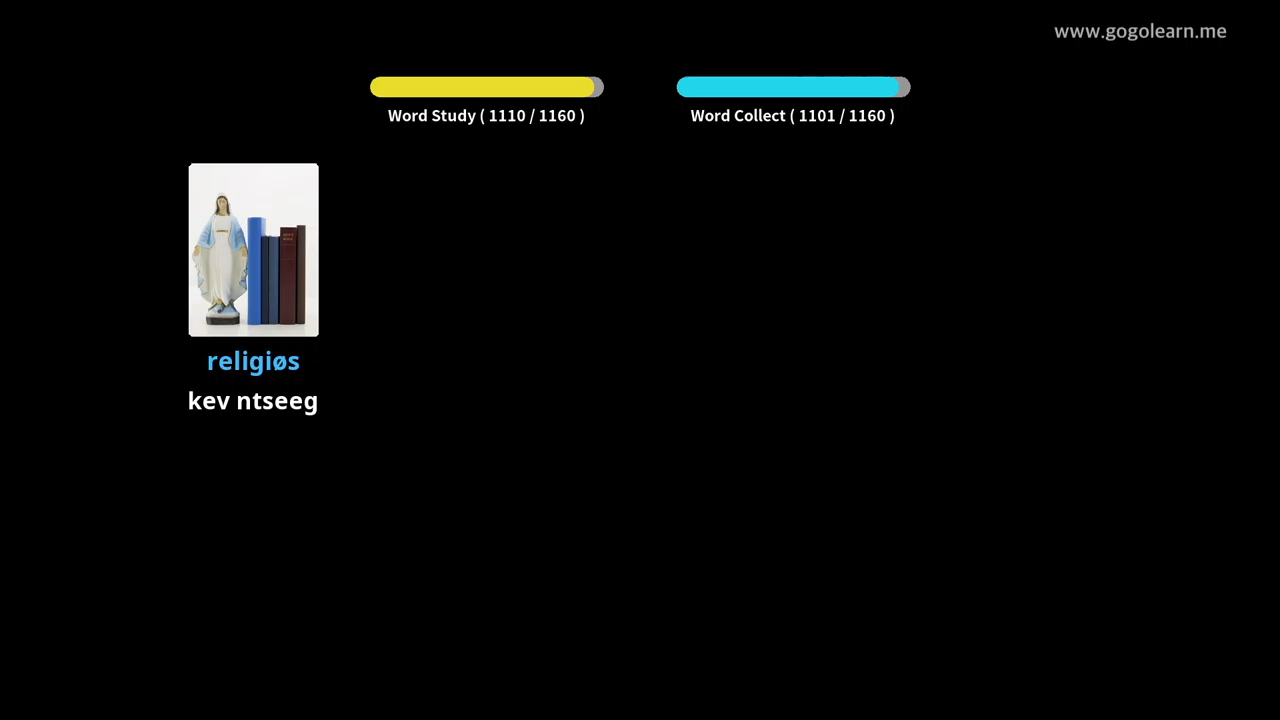 www.gogolearn.me
Word Study ( 1110 / 1160 )
Word Collect ( 1101 / 1160 )
religiøs
kev ntseeg